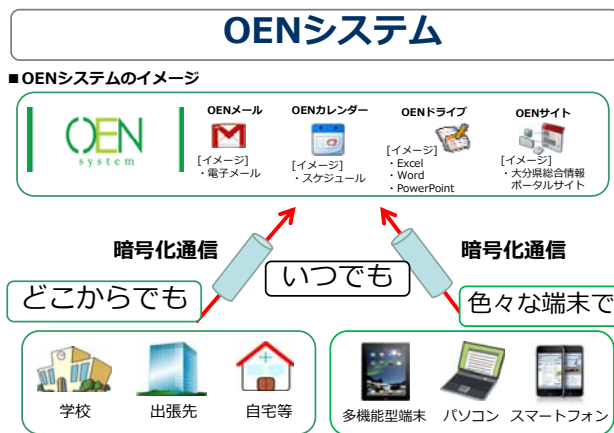 OENシステム
■OENシステムのイメージ
OEN
system
OENメール
[イメージ]
・電子メール
OENカレンダー
[イメージ]
・スケジュール
OENドライブ
[イメージ]
・Excel
・Word
・PowerPoint
OENサイト
[イメージ]
・大分県総合情報
ポータルサイト
暗号化通信
いつでも
暗号化通信
どこからでも
色々な端末で
学校
出張先
自宅等
多機能型端末
パソコン
スマートフォン